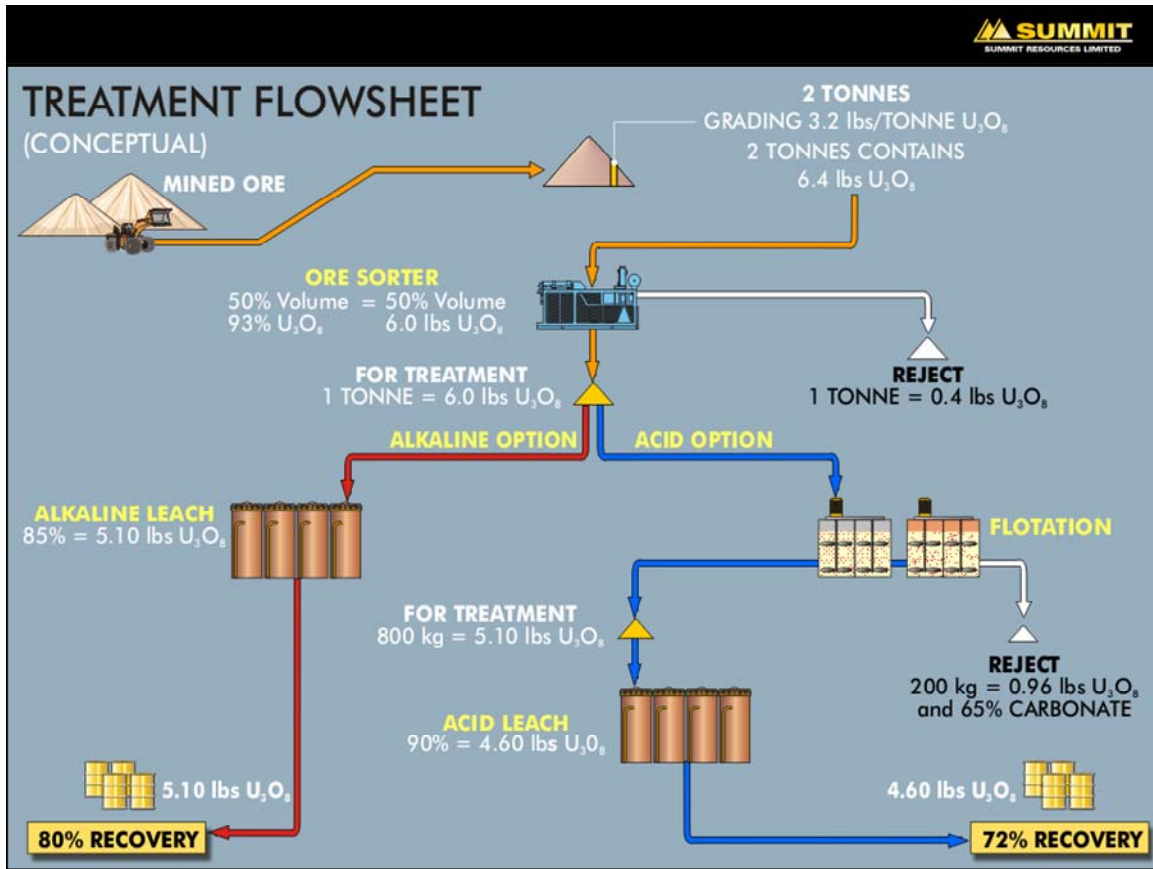 SUMMIT
SUMMIT RESOURCES LIMITED
TREATMENT FLOWSHEET
(CONCEPTUAL)
MINED ORE
2 TONNES
GRADING 3.2 lbs/TONNE U₃O₈
2 TONNES CONTAINS
6.4 lbs U₃O₈
ORE SORTER
50% Volume = 50% Volume
93% U₃O₈ 6.0 lbs U₃O₈
FOR TREATMENT
1 TONNE = 6.0 lbs U₃O₈
REJECT
1 TONNE = 0.4 lbs U₃O₈
ALKALINE OPTION
ACID OPTION
ALKALINE LEACH
85% = 5.10 lbs U₃O₈
FLOTATION
FOR TREATMENT
800 kg = 5.10 lbs U₃O₈
REJECT
200 kg = 0.96 lbs U₃O₈
and 65% CARBONATE
ACID LEACH
90% = 4.60 lbs U30₈
5.10 lbs U₃O₈
80% RECOVERY
4.60 lbs U₃O₈
72% RECOVERY